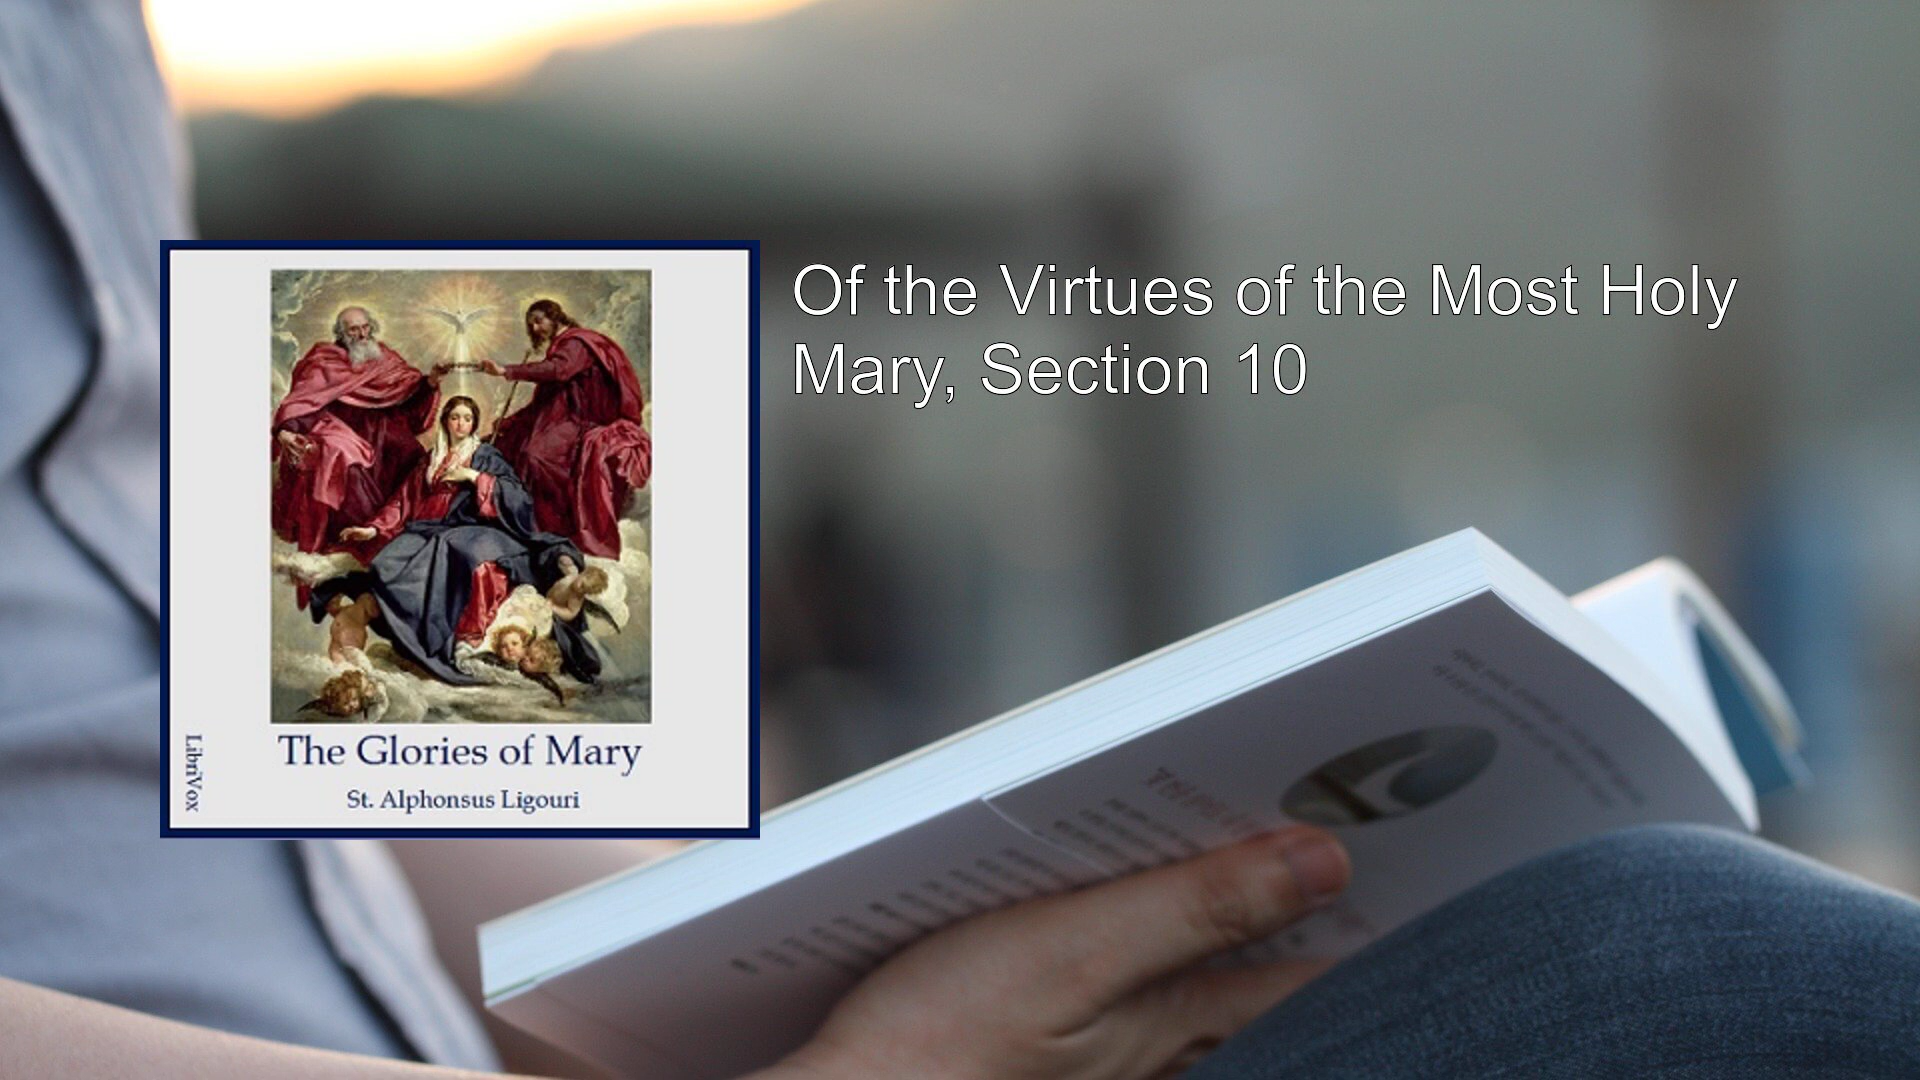 Of the Virtues of the Most Holy
Mary, Section 10
The Glories of Mary
St. Alphonsus Ligouri
LibriVox